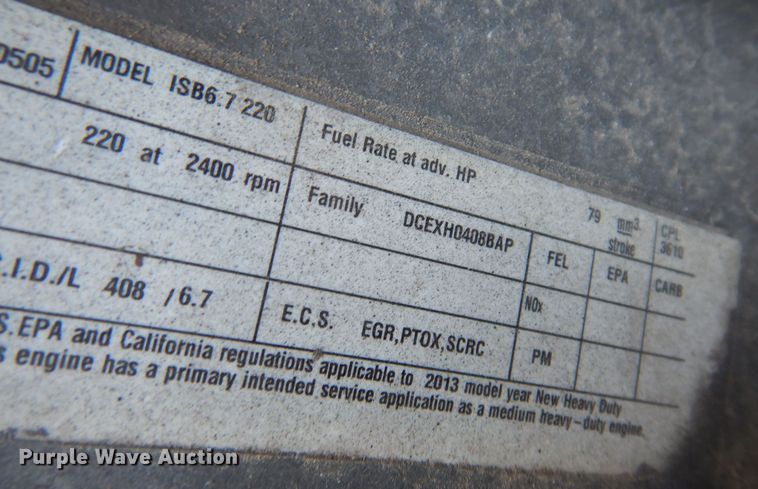 0505 MODEL ISB6.7 220
Fuel Rate at adv. HP 79 mm3 stroke CPL 3610
220 at 2400 rpm
Family DCEXH0408BAP FEL EPA CARB
NOx
.I.D./L 408 / 6.7
E.C.S. EGR,PTOX,SCRC PM
S.EPA and California regulations applicable to 2013 model year New Heavy Duty
s engine has a primary intended service application as a medium heavy-duty engine.
Purple Wave Auction